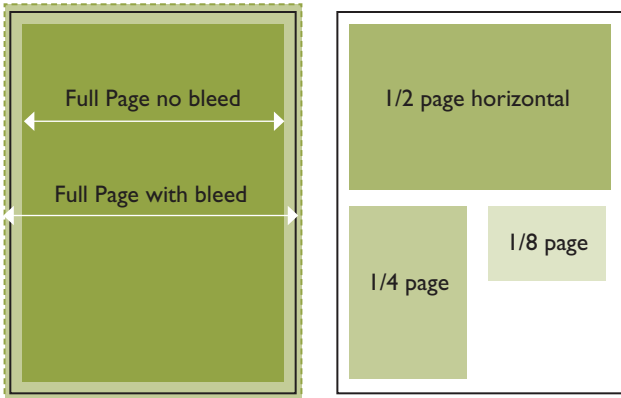 Full Page no bleed
Full Page with bleed
1/2 page horizontal
1/4 page
1/8 page